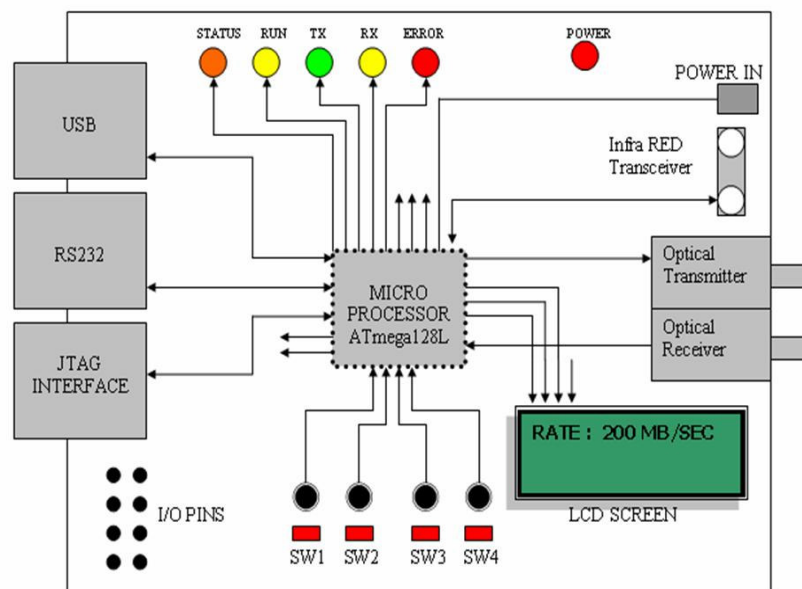 STATUS RUN TX RX ERROR POWER
POWER IN
USB
Infra RED
Transceiver
RS232
Optical
Transmitter
MICRO
PROCESSOR
ATmega128L
Optical
Receiver
JTAG
INTERFACE
RATE : 200 MB/SEC
I/O PINS
LCD SCREEN
SW1 SW2 SW3 SW4